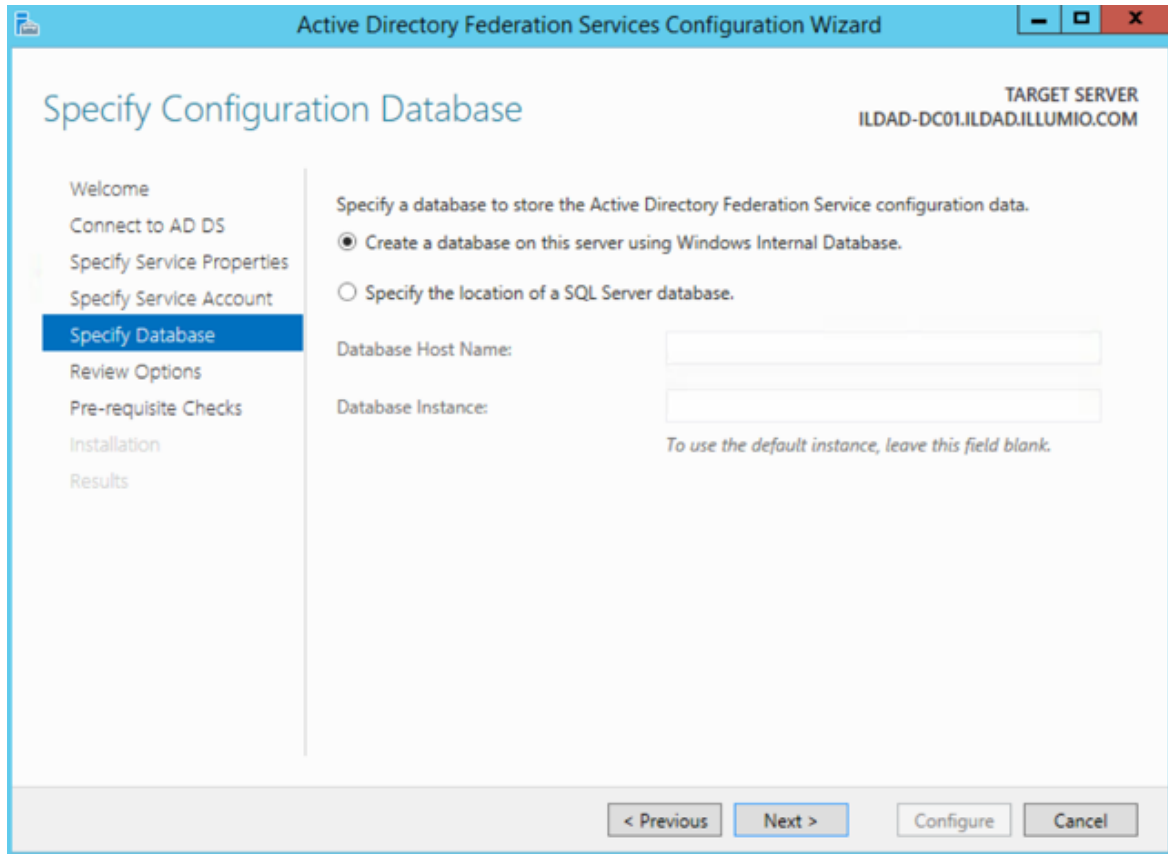 Active Directory Federation Services Configuration Wizard
Specify Configuration Database
TARGET SERVER
ILDAD-DC01.ILDAD.ILLUMIO.COM
Welcome
Connect to AD DS
Specify Service Properties
Specify Service Account
Specify Database
Review Options
Pre-requisite Checks
Installation
Results
Specify a database to store the Active Directory Federation Service configuration data.
Create a database on this server using Windows Internal Database.
Specify the location of a SQL Server database.
Database Host Name:
Database Instance:
To use the default instance, leave this field blank.
< Previous
Next >
Configure
Cancel